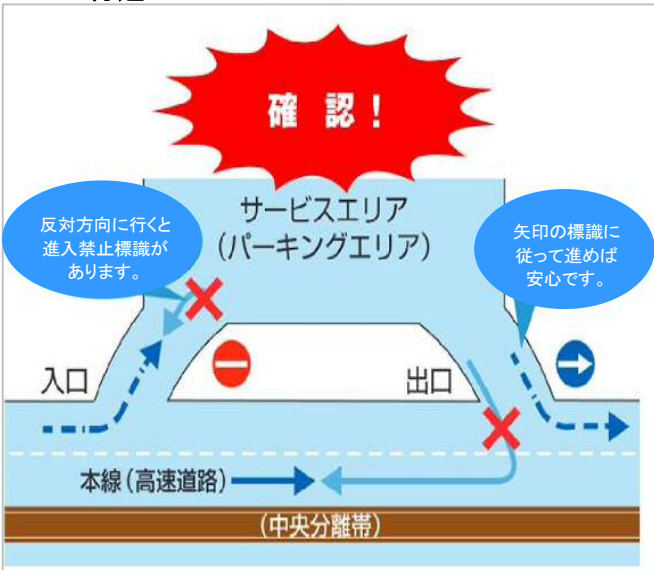 確 認！
サービスエリア
（パーキングエリア）
反対方向に行くと
進入禁止標識が
あります。
矢印の標識に
従って進めば
安心です。
入口
出口
本線（高速道路）
（中央分離帯）